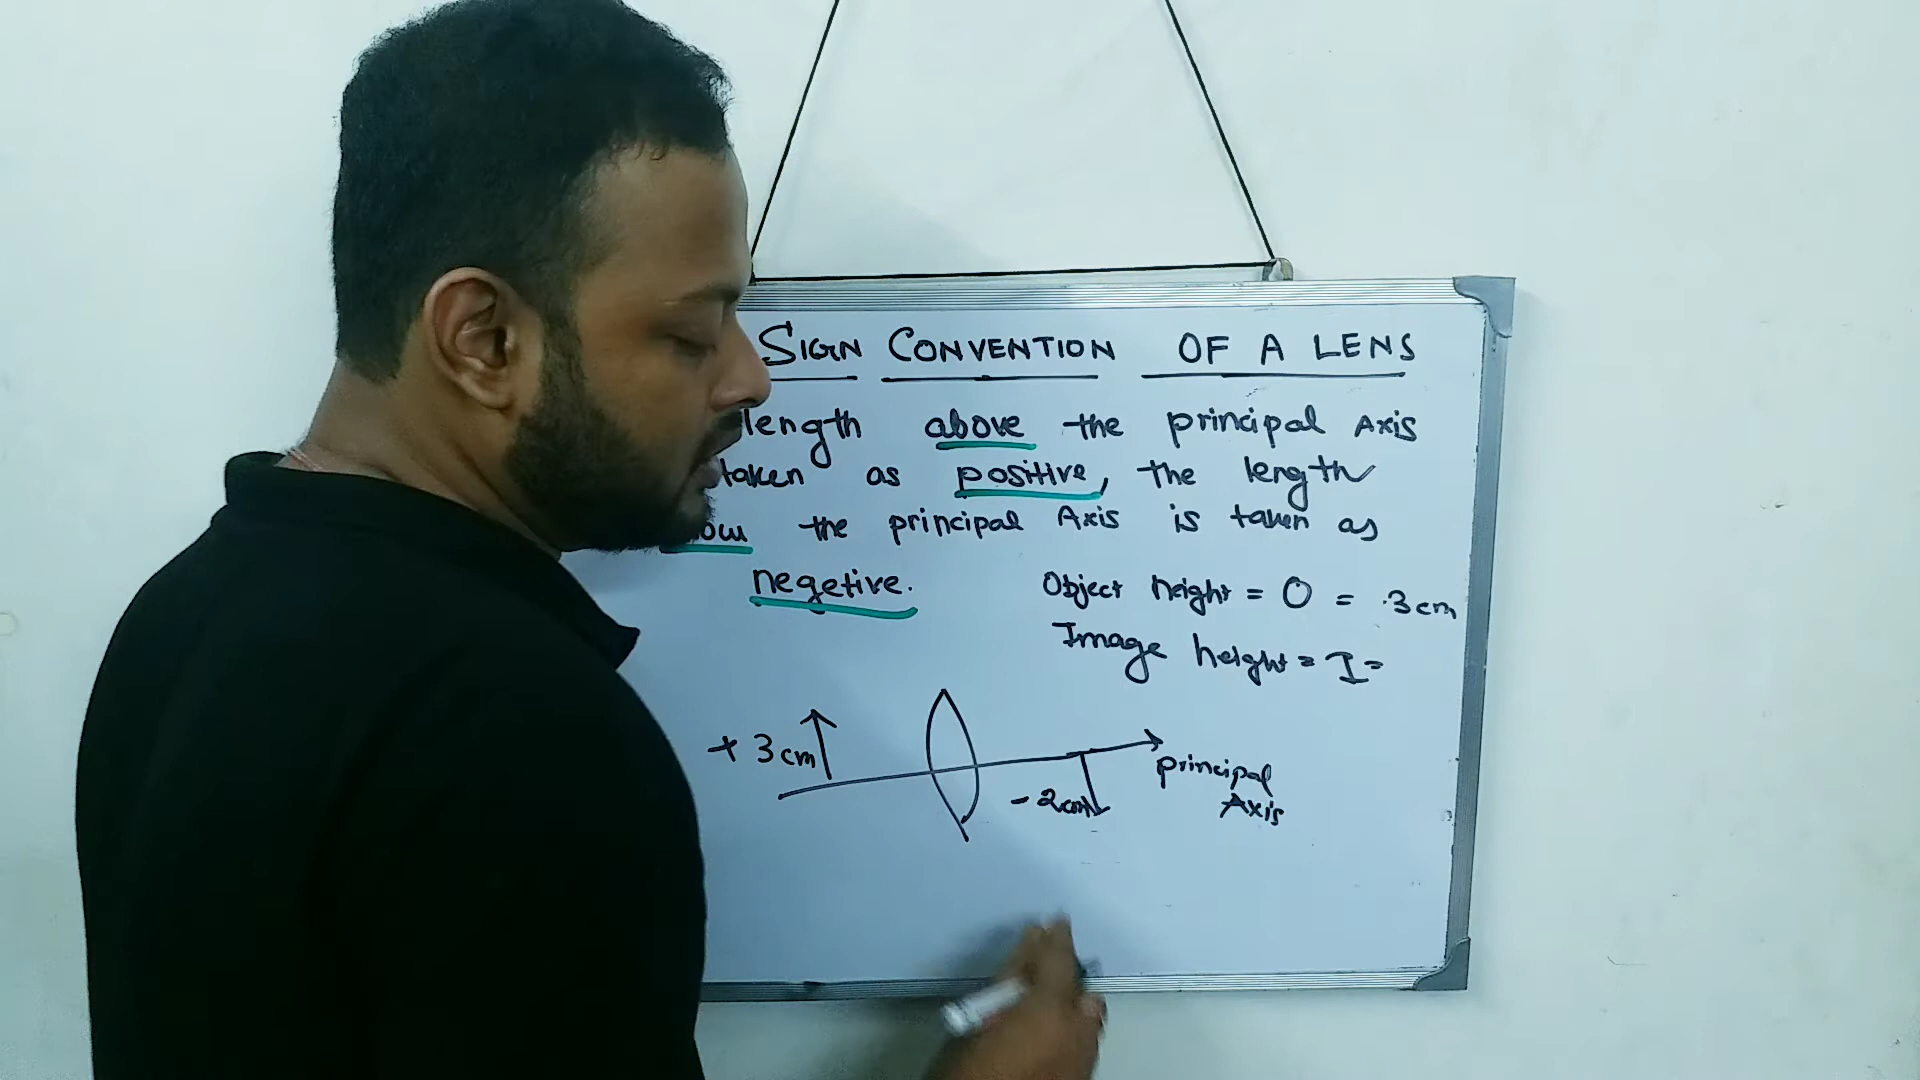 SIGN CONVENTION OF A LENS
length above the principal Axis
taken as positive, the length
the principal Axis is taken as
negetive.
Object height = O = 3cm
Image height = I =
+ 3cm
- 2cm
principal
Axis